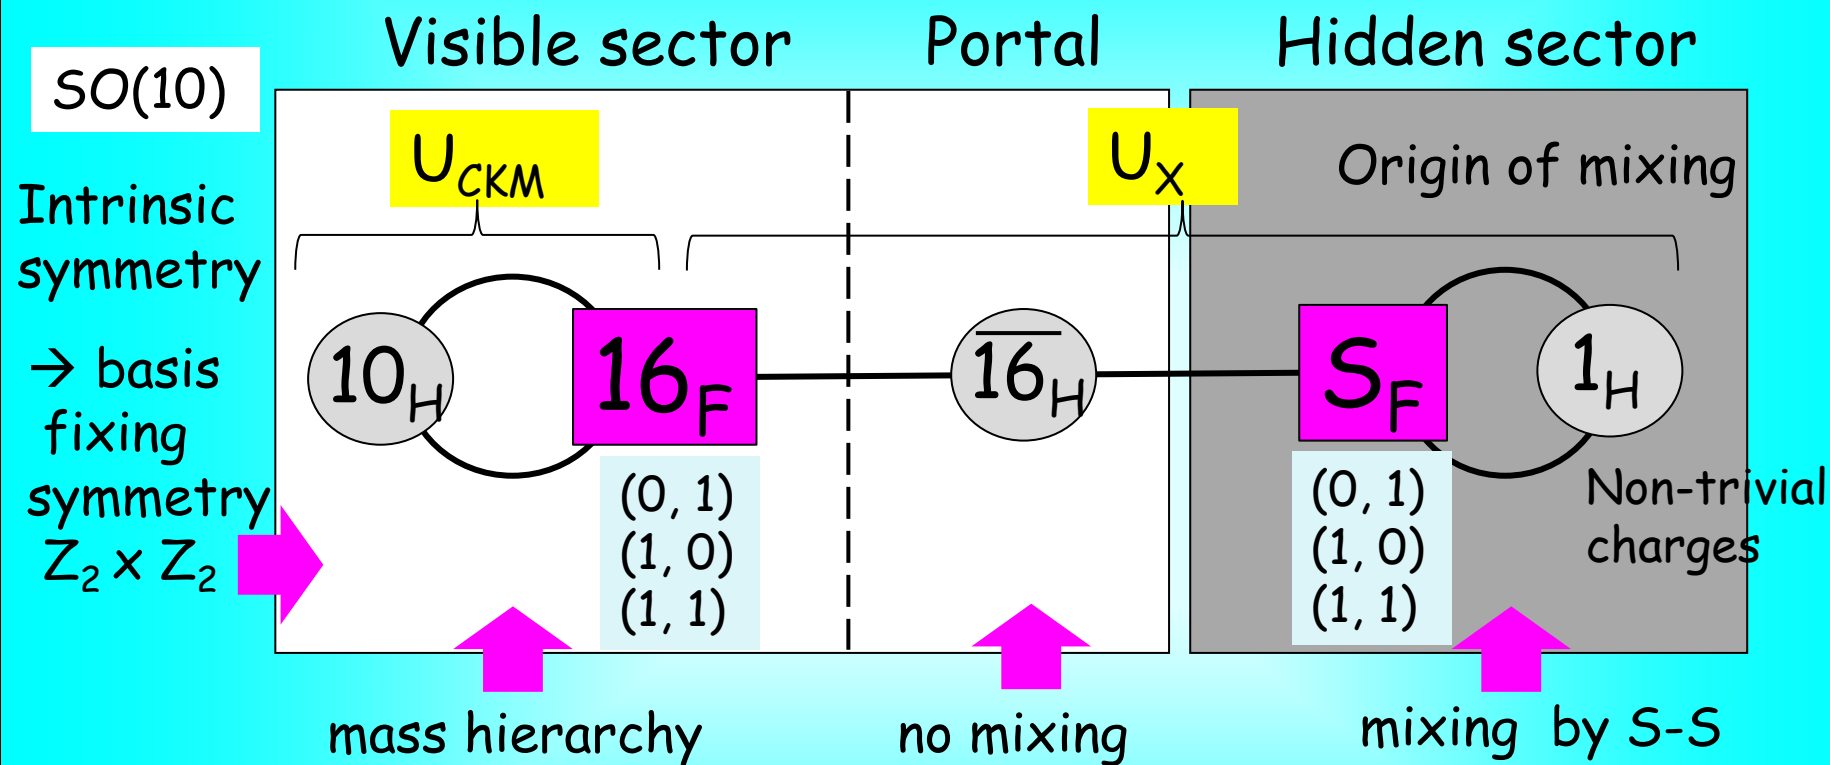 Visible sector
Portal
Hidden sector
SO(10)
U_CKM
U_X
Origin of mixing
Intrinsic
symmetry
→ basis
fixing
symmetry
Z₂ x Z₂
10_H
16_F
\overline{16}_H
S_F
1_H
(0, 1)
(1, 0)
(1, 1)
(0, 1)
(1, 0)
(1, 1)
Non-trivial
charges
mass hierarchy
no mixing
mixing by S-S